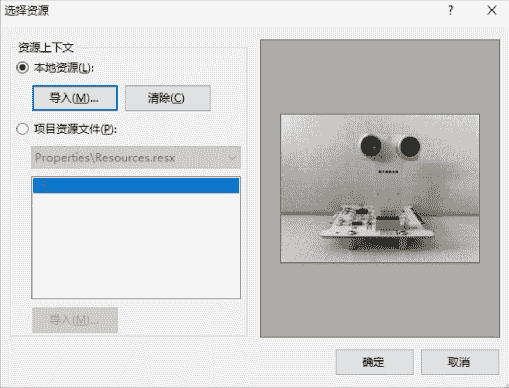 选择资源
?
资源上下文
本地资源(L):
导入(M)...
清除(C)
项目资源文件(P):
Properties\Resources.resx
导入(M)...
确定
取消